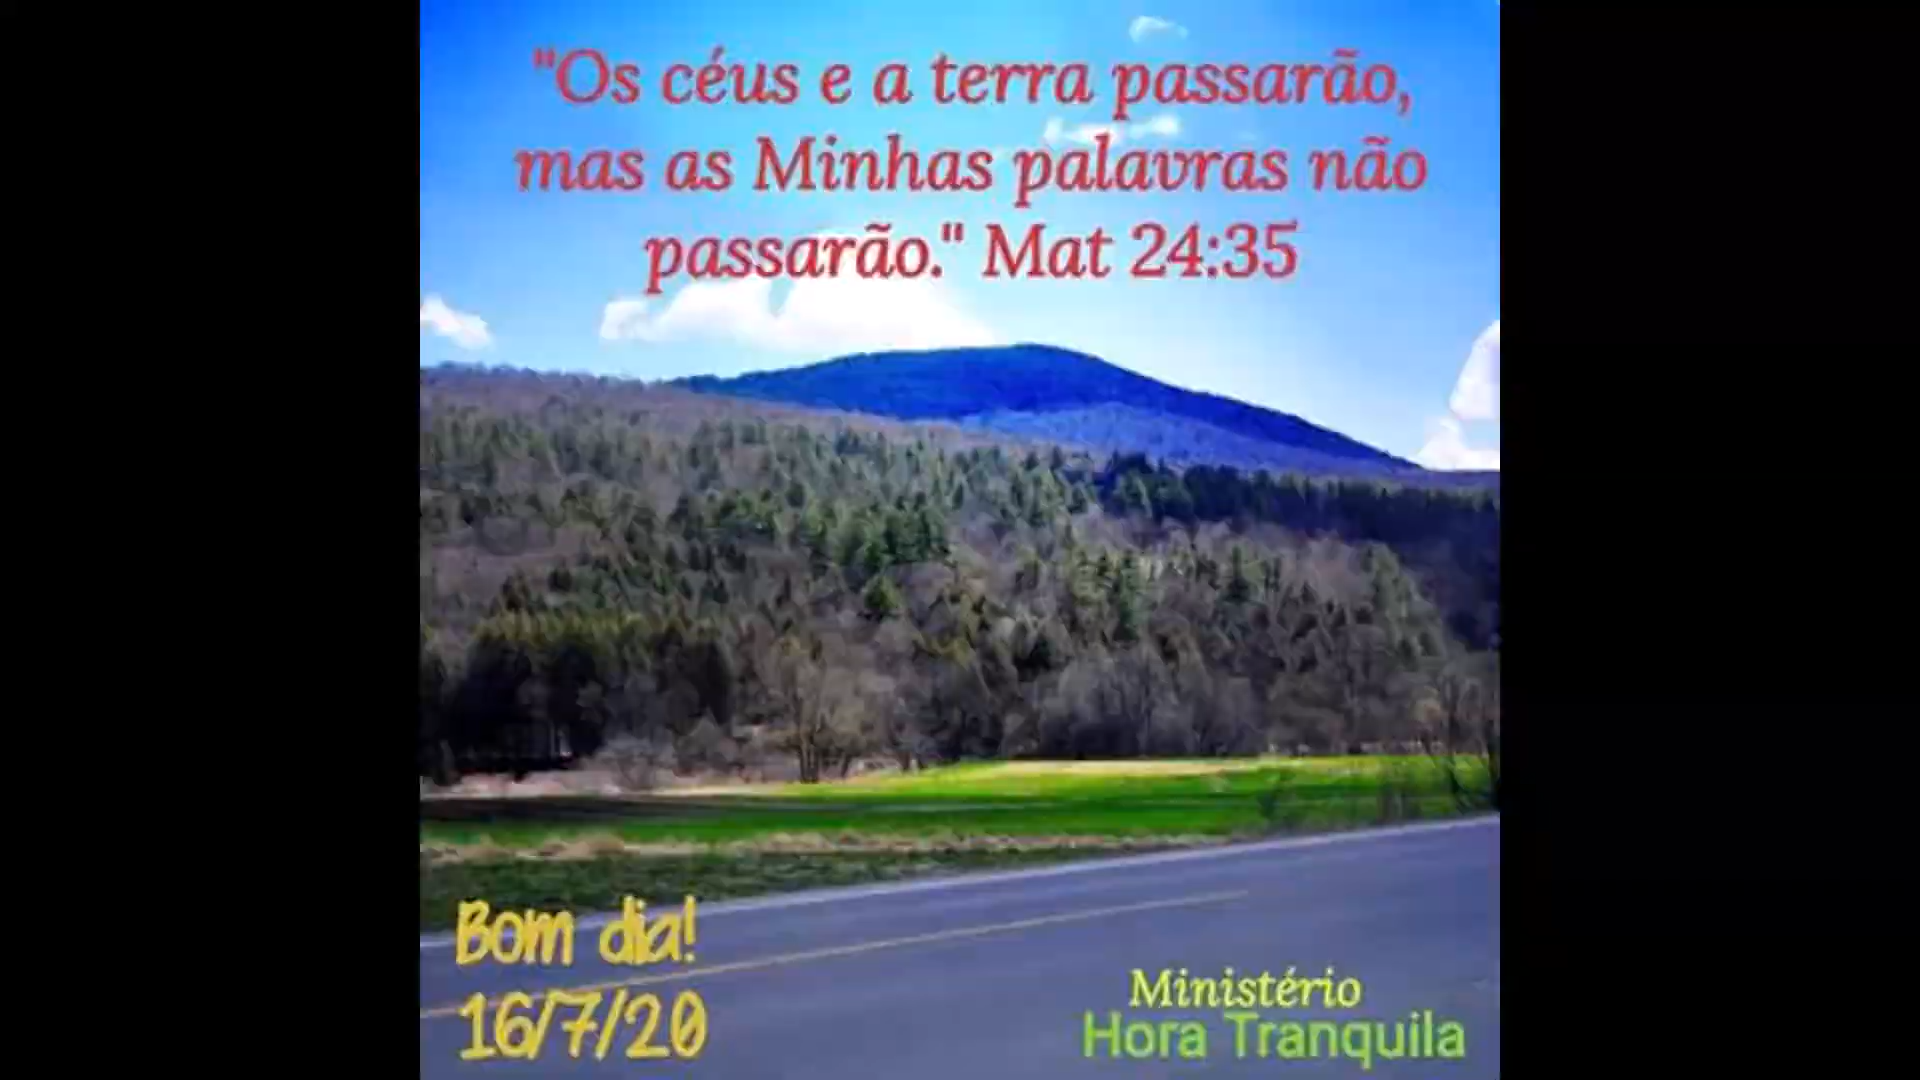 "Os céus e a terra passarão,
mas as Minhas palavras não
passarão." Mat 24:35
Bom dia!
16/7/20
Ministério
Hora Tranquila